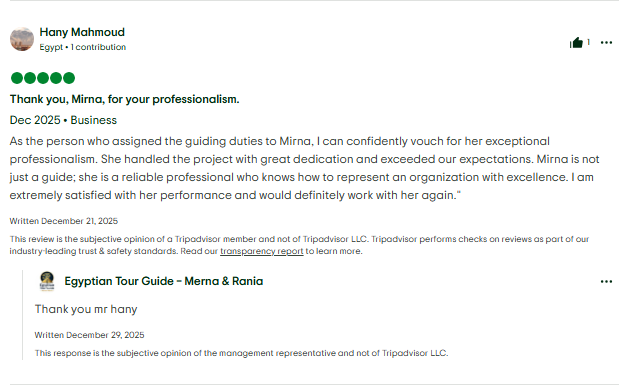 Hany Mahmoud
Egypt • 1 contribution
1
Thank you, Mirna, for your professionalism.
Dec 2025 • Business
As the person who assigned the guiding duties to Mirna, I can confidently vouch for her exceptional
professionalism. She handled the project with great dedication and exceeded our expectations. Mirna is not
just a guide; she is a reliable professional who knows how to represent an organization with excellence. I am
extremely satisfied with her performance and would definitely work with her again."
Written December 21, 2025
This review is the subjective opinion of a Tripadvisor member and not of Tripadvisor LLC. Tripadvisor performs checks on reviews as part of our
industry-leading trust & safety standards. Read our transparency report to learn more.
Egyptian Tour Guide - Merna & Rania
Thank you mr hany
Written December 29, 2025
This response is the subjective opinion of the management representative and not of Tripadvisor LLC.